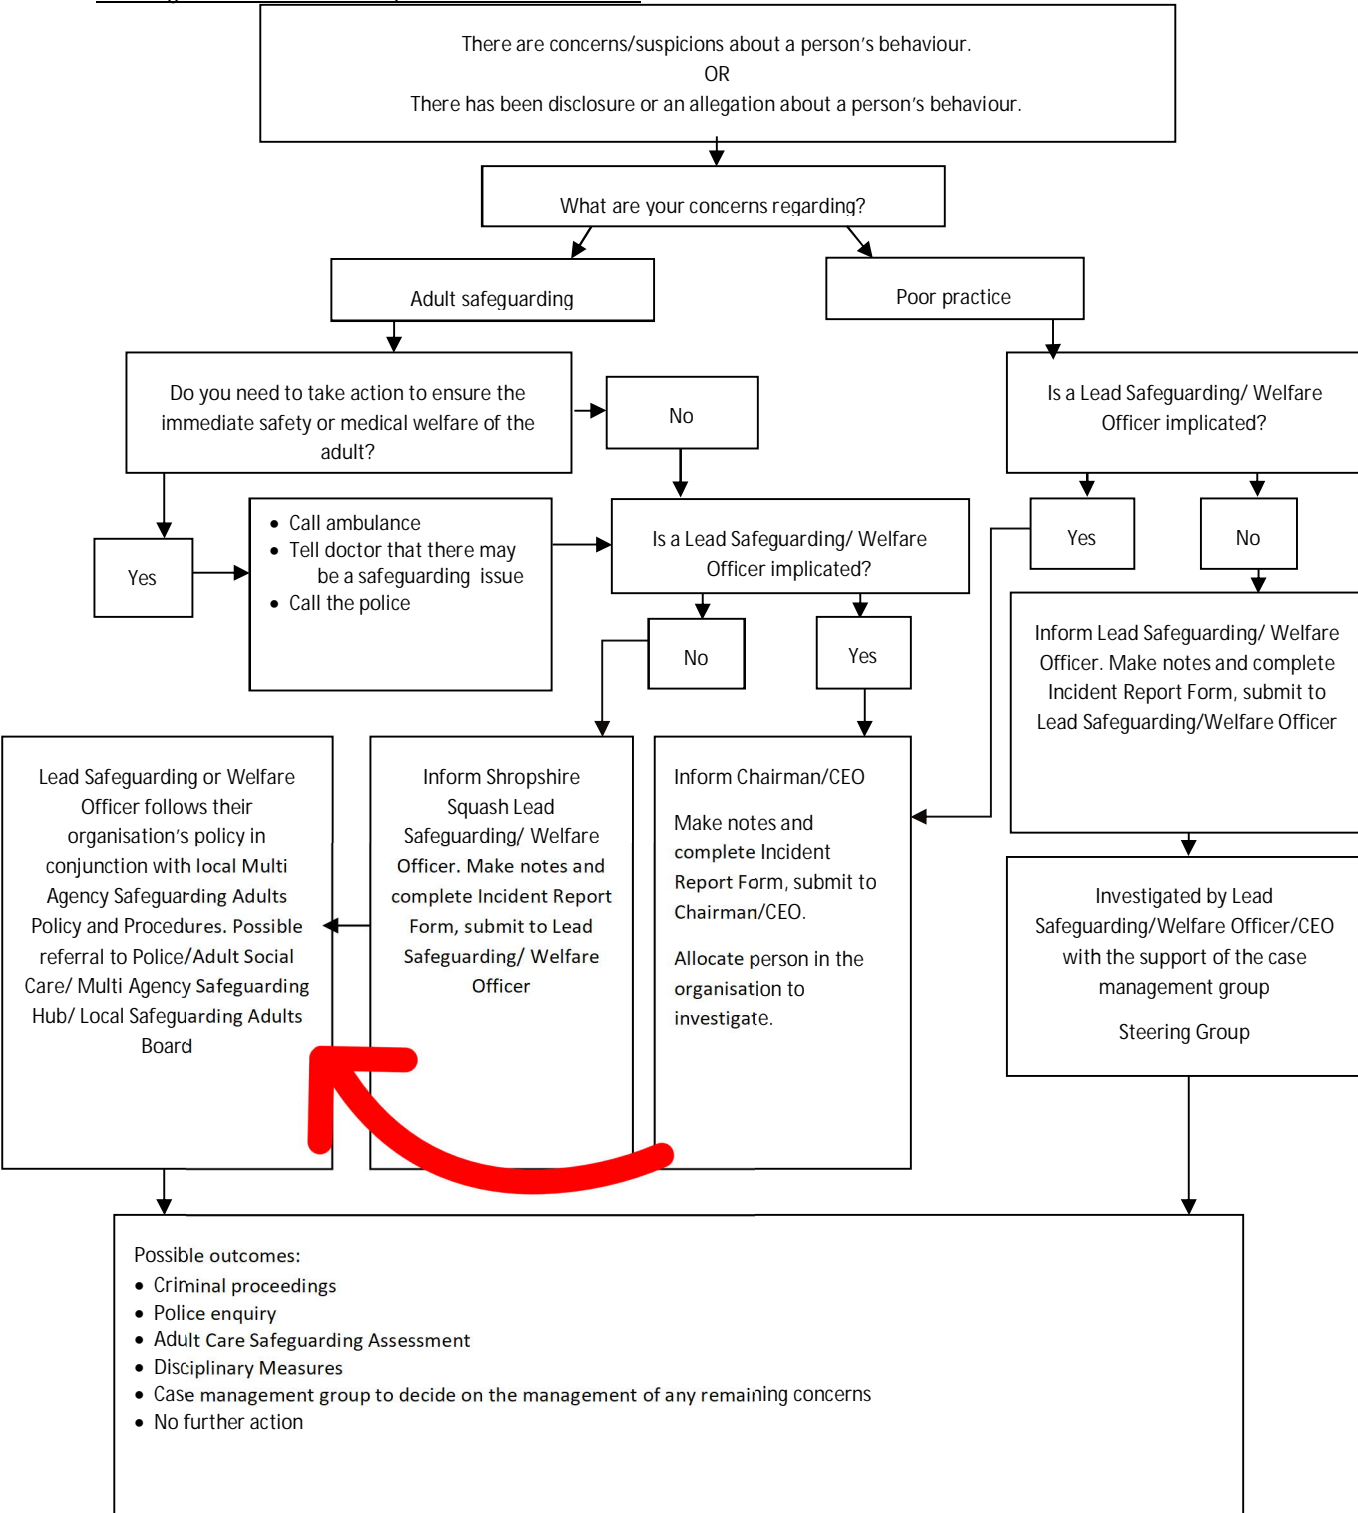 There are concerns/suspicions about a person's behaviour.
OR
There has been disclosure or an allegation about a person's behaviour.
What are your concerns regarding?
Adult safeguarding
Poor practice
Do you need to take action to ensure the
immediate safety or medical welfare of the
adult?
No
Is a Lead Safeguarding/ Welfare
Officer implicated?
Yes
• Call ambulance
• Tell doctor that there may
be a safeguarding issue
• Call the police
Is a Lead Safeguarding/ Welfare
Officer implicated?
Yes
No
No
Yes
Inform Lead Safeguarding/ Welfare
Officer. Make notes and complete
Incident Report Form, submit to
Lead Safeguarding/Welfare Officer
Lead Safeguarding or Welfare
Officer follows their
organisation's policy in
conjunction with local Multi
Agency Safeguarding Adults
Policy and Procedures. Possible
referral to Police/Adult Social
Care/ Multi Agency Safeguarding
Hub/ Local Safeguarding Adults
Board
Inform Shropshire
Squash Lead
Safeguarding/ Welfare
Officer. Make notes and
complete Incident Report
Form, submit to Lead
Safeguarding/ Welfare
Officer
Inform Chairman/CEO
Make notes and
complete Incident
Report Form, submit to
Chairman/CEO.
Allocate person in the
organisation to
investigate.
Investigated by Lead
Safeguarding/Welfare Officer/CEO
with the support of the case
management group
Steering Group
Possible outcomes:
• Criminal proceedings
• Police enquiry
• Adult Care Safeguarding Assessment
• Disciplinary Measures
• Case management group to decide on the management of any remaining concerns
• No further action